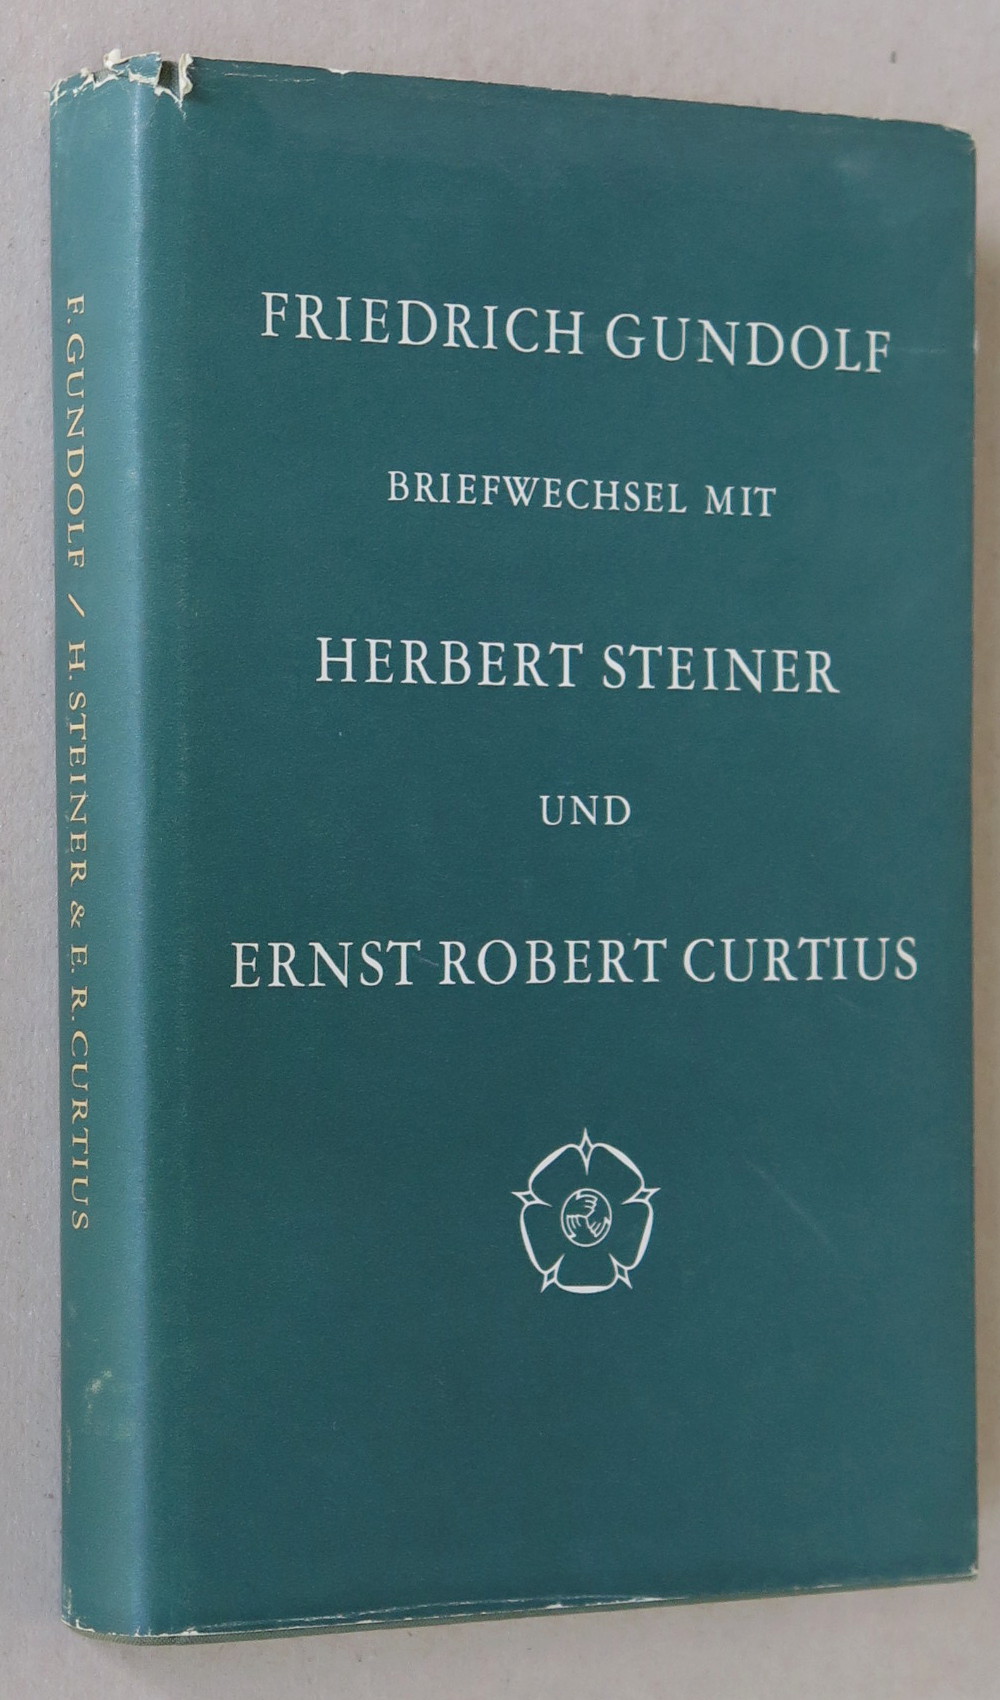 FRIEDRICH GUNDOLF
BRIEFWECHSEL MIT
HERBERT STEINER
UND
ERNST ROBERT CURTIUS
F. GUNDOLF / H. STEINER & E. R. CURTIUS